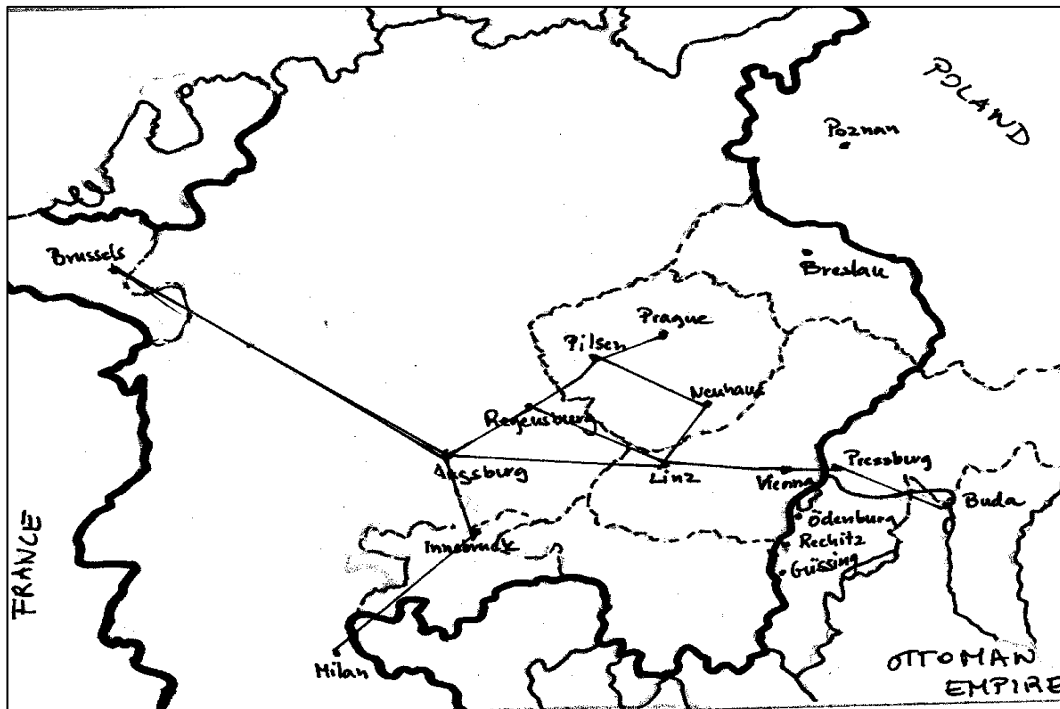 POLAND
Poznan
Brussels
Breslau
Prague
Pilsen
Neuhaus
Regensburg
Augsburg
Linz
Vienna
Pressburg
Buda
Ödenburg
Rechitz
Güssing
Innsbruck
FRANCE
Milan
OTTOMAN
EMPIRE